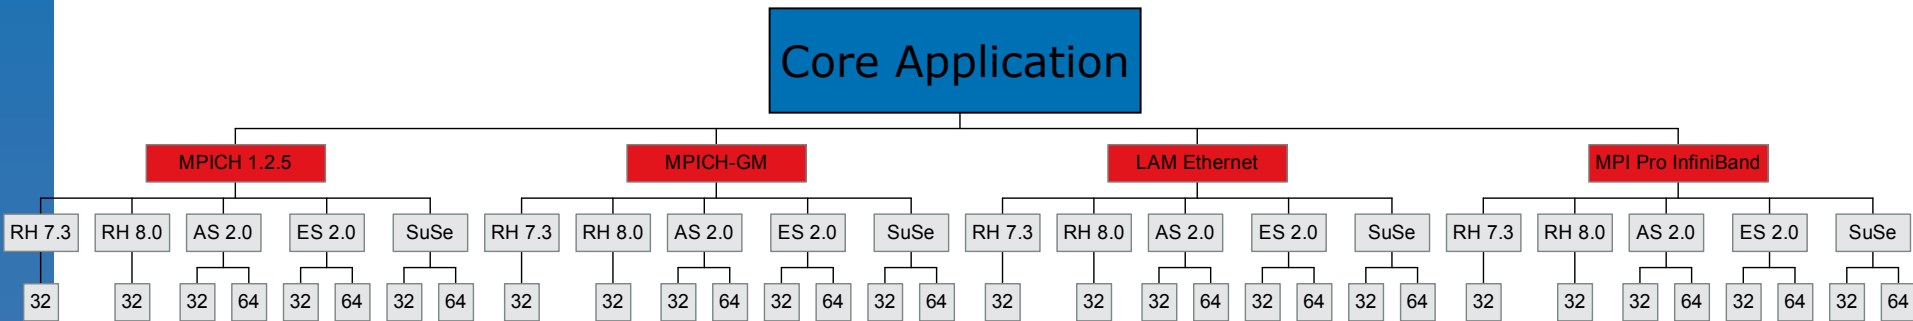 Core Application
MPICH 1.2.5 MPICH-GM LAM Ethernet MPI Pro InfiniBand
RH 7.3 RH 8.0 AS 2.0 ES 2.0 SuSe RH 7.3 RH 8.0 AS 2.0 ES 2.0 SuSe RH 7.3 RH 8.0 AS 2.0 ES 2.0 SuSe RH 7.3 RH 8.0 AS 2.0 ES 2.0 SuSe
32 32 32 64 32 64 32 64 32 32 32 64 32 64 32 64 32 32 32 64 32 64 32 64 32 32 32 64 32 64 32 64